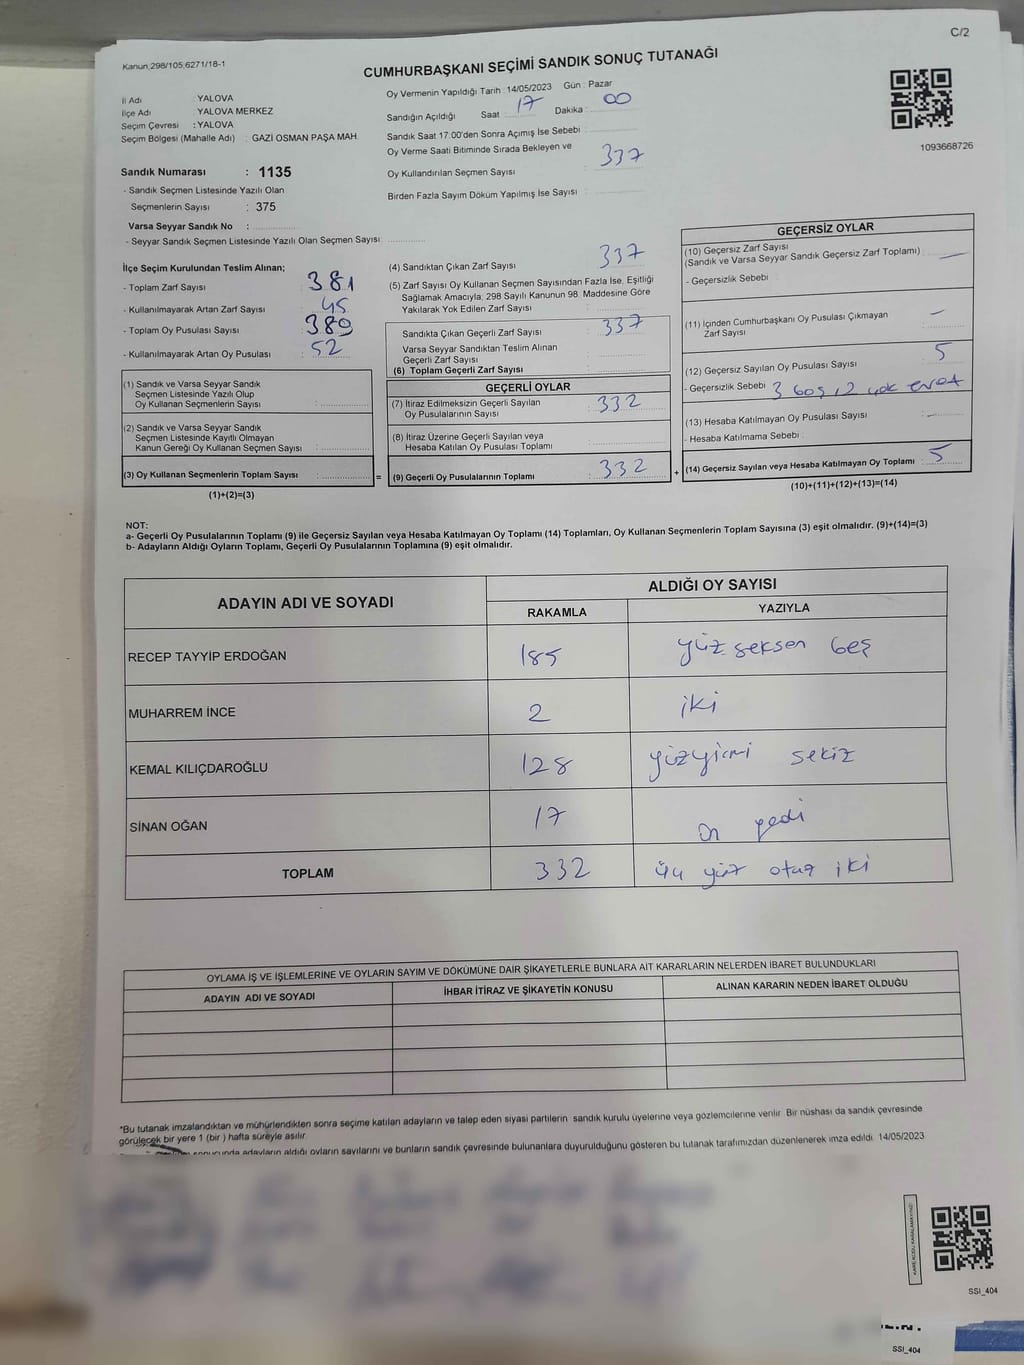 C/2
Kanun 298/105,6271/18-1
CUMHURBAŞKANI SEÇİMİ SANDIK SONUÇ TUTANAĞI
İl Adı : YALOVA
İlçe Adı : YALOVA MERKEZ
Seçim Çevresi : YALOVA
Seçim Bölgesi (Mahalle Adı) : GAZİ OSMAN PAŞA MAH.
Oy Vermenin Yapıldığı Tarih : 14/05/2023 Gün : Pazar
Sandığın Açıldığı Saat : 17 Dakika : 00
Sandık Saat 17:00'den Sonra Açımış İse Sebebi :
Oy Verme Saati Bitiminde Sırada Bekleyen ve
Oy Kullandırılan Seçmen Sayısı : 337
Birden Fazla Sayım Döküm Yapılmış İse Sayısı :
1093668726
Sandık Numarası : 1135
- Sandık Seçmen Listesinde Yazılı Olan
Seçmenlerin Sayısı : 375
Varsa Seyyar Sandık No :
- Seyyar Sandık Seçmen Listesinde Yazılı Olan Seçmen Sayısı:
İlçe Seçim Kurulundan Teslim Alınan;
- Toplam Zarf Sayısı : 381
- Kullanılmayarak Artan Zarf Sayısı : 45
- Toplam Oy Pusulası Sayısı : 380
- Kullanılmayarak Artan Oy Pusulası : 52
(1) Sandık ve Varsa Seyyar Sandık
Seçmen Listesinde Yazılı Olup
Oy Kullanan Seçmenlerin Sayısı :
(2) Sandık ve Varsa Seyyar Sandık
Seçmen Listesinde Kayıtlı Olmayan
Kanun Gereği Oy Kullanan Seçmen Sayısı :
(3) Oy Kullanan Seçmenlerin Toplam Sayısı : =
(1)+(2)=(3)
(4) Sandıktan Çıkan Zarf Sayısı : 337
(5) Zarf Sayısı Oy Kullanan Seçmen Sayısından Fazla İse, Eşitliği
Sağlamak Amacıyla; 298 Sayılı Kanunun 98. Maddesine Göre
Yakılarak Yok Edilen Zarf Sayısı :
Sandıkta Çıkan Geçerli Zarf Sayısı : 337
Varsa Seyyar Sandıktan Teslim Alınan
Geçerli Zarf Sayısı :
(6) Toplam Geçerli Zarf Sayısı :
GEÇERLİ OYLAR
(7) İtiraz Edilmeksizin Geçerli Sayılan
Oy Pusulalarının Sayısı : 332
(8) İtiraz Üzerine Geçerli Sayılan veya
Hesaba Katılan Oy Pusulası Toplamı :
(9) Geçerli Oy Pusulalarının Toplamı : 332 +
GEÇERSİZ OYLAR
(10) Geçersiz Zarf Sayısı
(Sandık ve Varsa Seyyar Sandık Geçersiz Zarf Toplamı) : —
- Geçersizlik Sebebi :
(11) İçinden Cumhurbaşkanı Oy Pusulası Çıkmayan
Zarf Sayısı : —
(12) Geçersiz Sayılan Oy Pusulası Sayısı : 5
- Geçersizlik Sebebi : 3 boş, 2 çok evet
(13) Hesaba Katılmayan Oy Pusulası Sayısı : —
- Hesaba Katılmama Sebebi :
(14) Geçersiz Sayılan veya Hesaba Katılmayan Oy Toplamı : 5
(10)+(11)+(12)+(13)=(14)
NOT:
a- Geçerli Oy Pusulalarının Toplamı (9) ile Geçersiz Sayılan veya Hesaba Katılmayan Oy Toplamı (14) Toplamları, Oy Kullanan Seçmenlerin Toplam Sayısına (3) eşit olmalıdır. (9)+(14)=(3)
b- Adayların Aldığı Oyların Toplamı, Geçerli Oy Pusulalarının Toplamına (9) eşit olmalıdır.
ADAYIN ADI VE SOYADI ALDIĞI OY SAYISI
RAKAMLA YAZIYLA
RECEP TAYYİP ERDOĞAN 185 yüz seksen beş
MUHARREM İNCE 2 iki
KEMAL KILIÇDAROĞLU 128 yüzyirmi sekiz
SİNAN OĞAN 17 on yedi
TOPLAM 332 üç yüz otuz iki
OYLAMA İŞ VE İŞLEMLERİNE VE OYLARIN SAYIM VE DÖKÜMÜNE DAİR ŞİKAYETLERLE BUNLARA AİT KARARLARIN NELERDEN İBARET BULUNDUKLARI
ADAYIN ADI VE SOYADI İHBAR İTİRAZ VE ŞİKAYETİN KONUSU ALINAN KARARIN NEDEN İBARET OLDUĞU
*Bu tutanak imzalandıktan ve mühürlendikten sonra seçime katılan adayların ve talep eden siyasi partilerin sandık kurulu üyelerine veya gözlemcilerine verilir. Bir nüshası da sandık çevresinde
görülecek bir yere 1 (bir) hafta süreyle asılır.
sonucunda adayların aldığı oyların sayılarını ve bunların sandık çevresinde bulunanlara duyurulduğunu gösteren bu tutanak tarafımızdan düzenlenerek imza edildi. 14/05/2023
KARE KODU KARALAMAYINIZ!
SSI_404
SSI_404